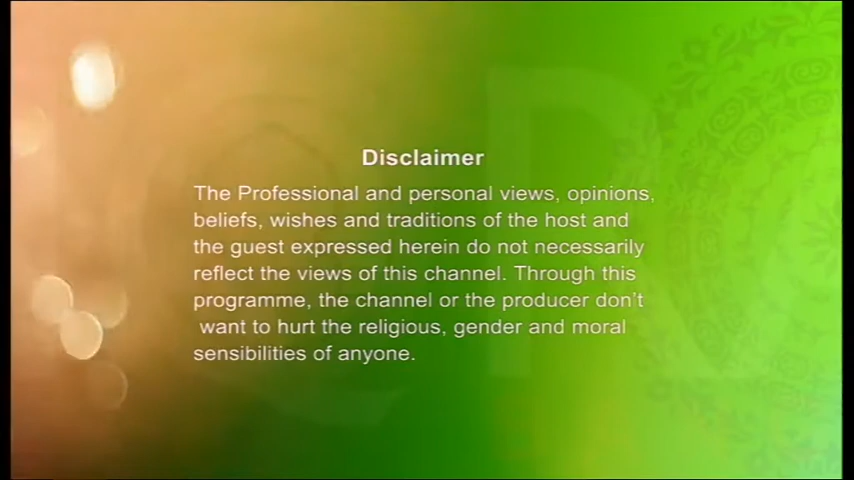 Disclaimer
The Professional and personal views, opinions,
beliefs, wishes and traditions of the host and
the guest expressed herein do not necessarily
reflect the views of this channel. Through this
programme, the channel or the producer don't
want to hurt the religious, gender and moral
sensibilities of anyone.